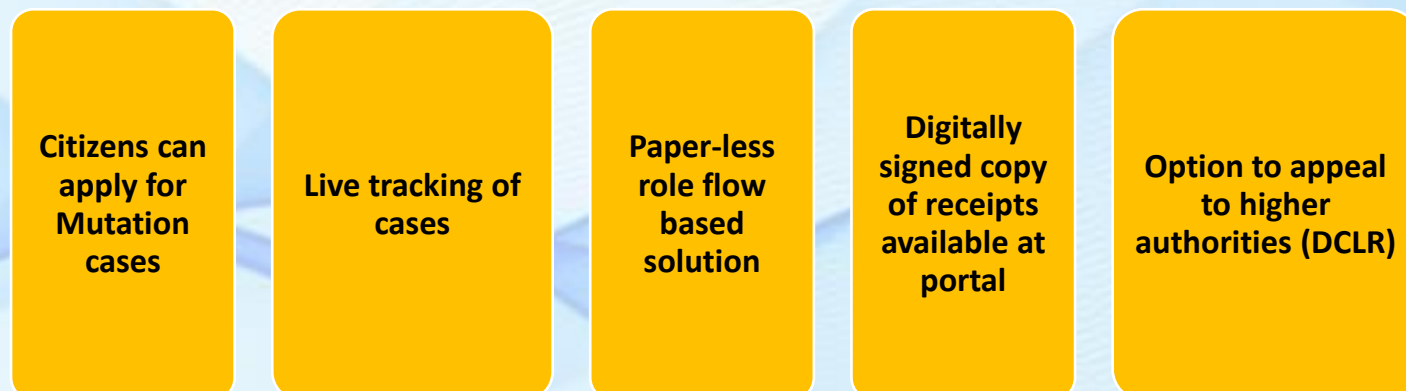 Citizens can
apply for
Mutation
cases
Live tracking of
cases
Paper-less
role flow
based
solution
Digitally
signed copy
of receipts
available at
portal
Option to appeal
to higher
authorities (DCLR)